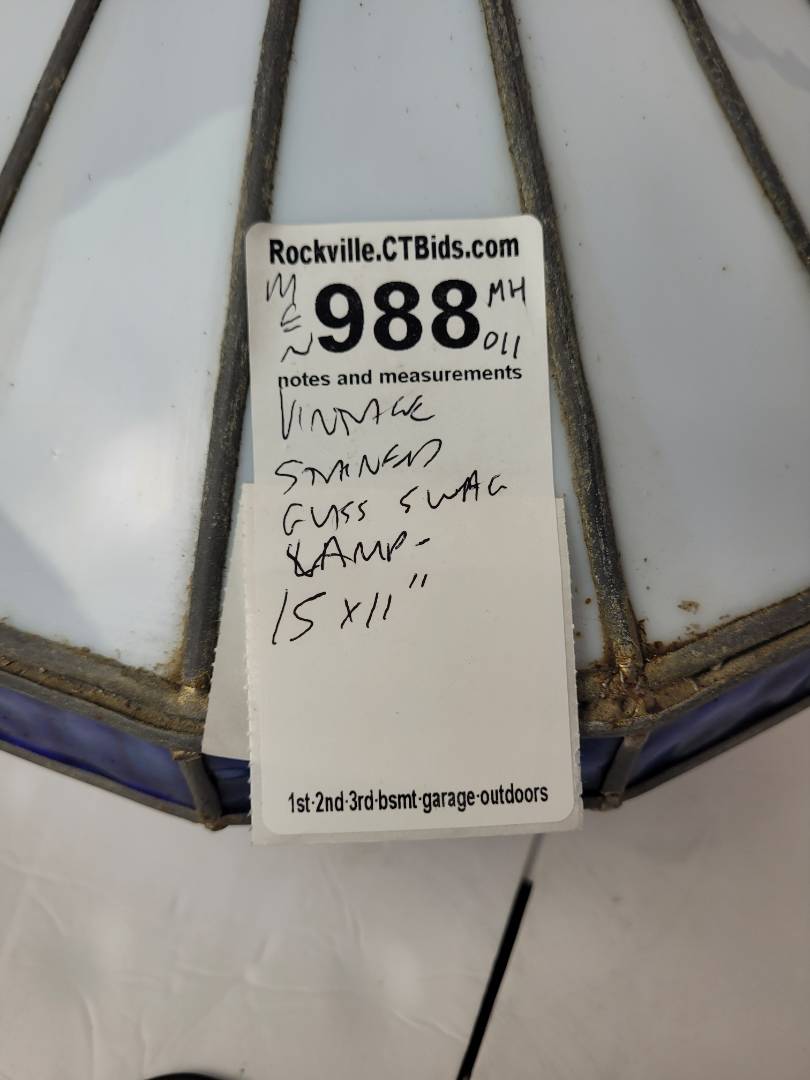 Rockville.CTBids.com
MEN 988 MH 011
notes and measurements
VINTAGE
STAINED
GLASS SWAG
LAMP-
15 x 11"
1st·2nd·3rd·bsmt·garage·outdoors